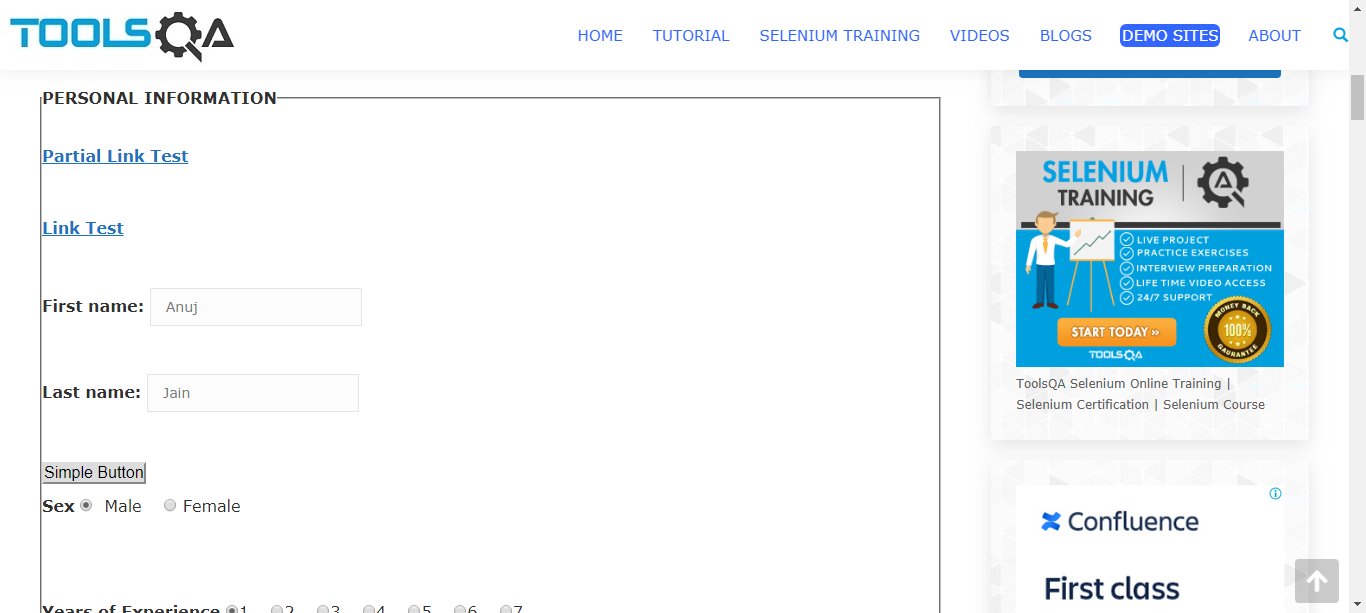 TOOLSQA
HOME TUTORIAL SELENIUM TRAINING VIDEOS BLOGS DEMO SITES ABOUT
PERSONAL INFORMATION
Partial Link Test
Link Test
First name: Anuj
Last name: Jain
Simple Button
Sex Male Female
Years of Experience 1 2 3 4 5 6 7
SELENIUM
TRAINING
LIVE PROJECT
PRACTICE EXERCISES
INTERVIEW PREPARATION
LIFE TIME VIDEO ACCESS
24/7 SUPPORT
START TODAY »
TOOLSQA
MONEY BACK
100%
GAURANTEE
ToolsQA Selenium Online Training |
Selenium Certification | Selenium Course
Confluence
First class